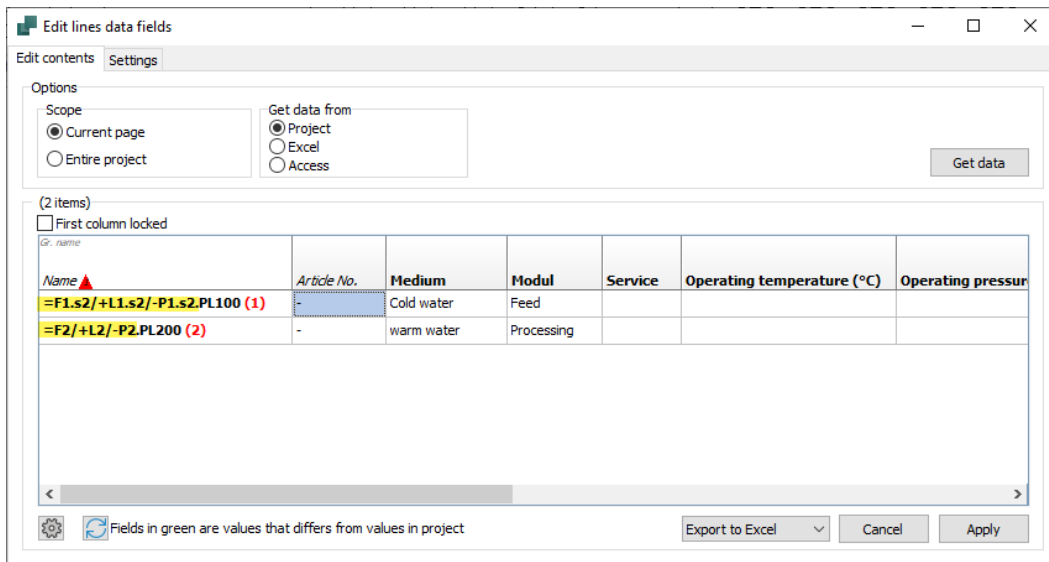 Edit lines data fields
Edit contents Settings
Options
Scope
Current page
Entire project
Get data from
Project
Excel
Access
Get data
(2 items)
First column locked
Gr. name
Name Article No. Medium Modul Service Operating temperature (°C) Operating pressur
=F1.s2/+L1.s2/-P1.s2.PL100 (1) - Cold water Feed
=F2/+L2/-P2.PL200 (2) - warm water Processing
Fields in green are values that differs from values in project
Export to Excel Cancel Apply